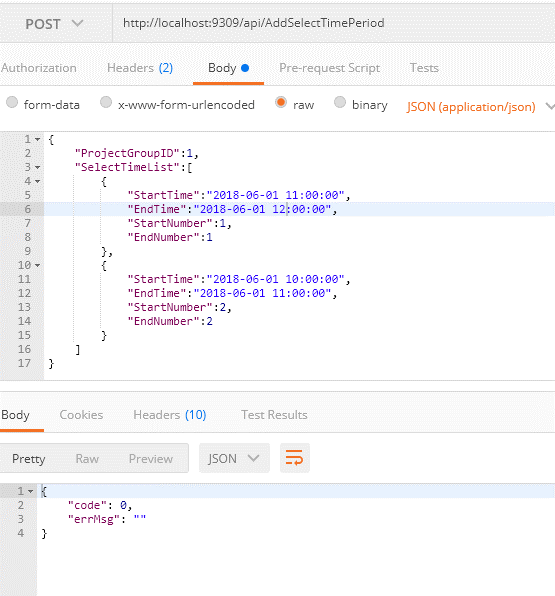 POST http://localhost:9309/api/AddSelectTimePeriod
Authorization Headers (2) Body Pre-request Script Tests
form-data x-www-form-urlencoded raw binary JSON (application/json)
1 {
2 "ProjectGroupID":1,
3 "SelectTimeList":[
4 {
5 "StartTime":"2018-06-01 11:00:00",
6 "EndTime":"2018-06-01 12:00:00",
7 "StartNumber":1,
8 "EndNumber":1
9 },
10 {
11 "StartTime":"2018-06-01 10:00:00",
12 "EndTime":"2018-06-01 11:00:00",
13 "StartNumber":2,
14 "EndNumber":2
15 }
16 ]
17 }
Body Cookies Headers (10) Test Results
Pretty Raw Preview JSON
1 {
2 "code": 0,
3 "errMsg": ""
4 }